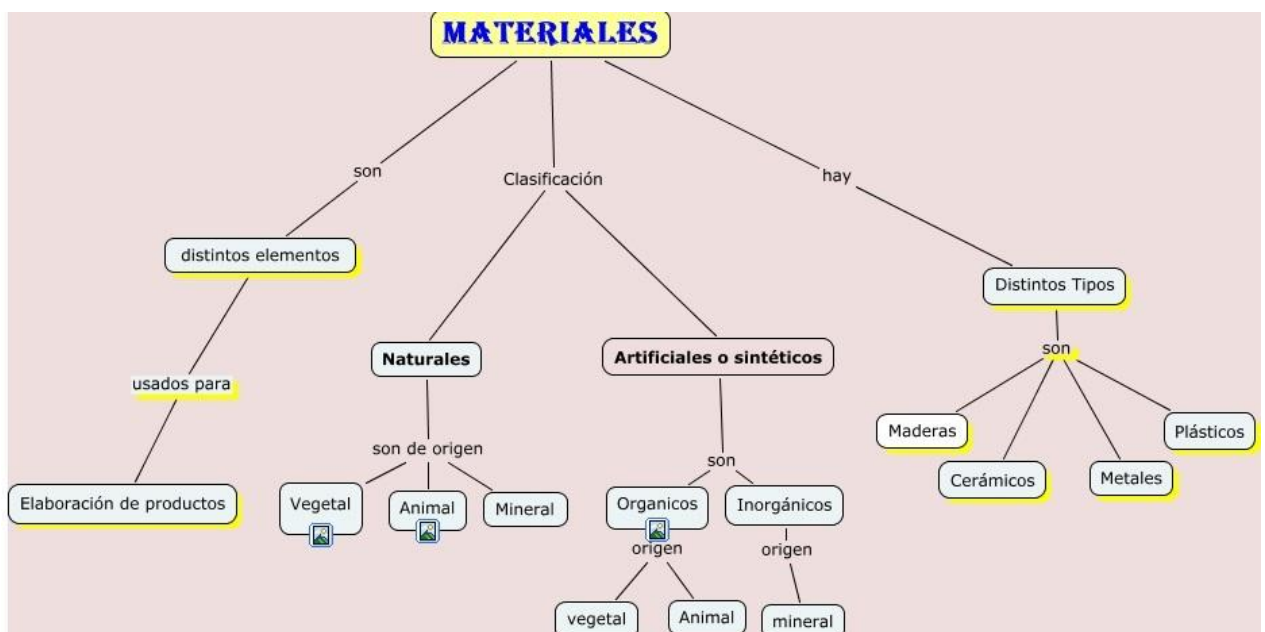 MATERIALES
son
Clasificación
hay
distintos elementos
Distintos Tipos
usados para
Naturales
Artificiales o sintéticos
son
Elaboración de productos
son de origen
Vegetal
Animal
Mineral
son
Organicos
Inorgánicos
origen
origen
vegetal
Animal
mineral
Maderas
Cerámicos
Metales
Plásticos